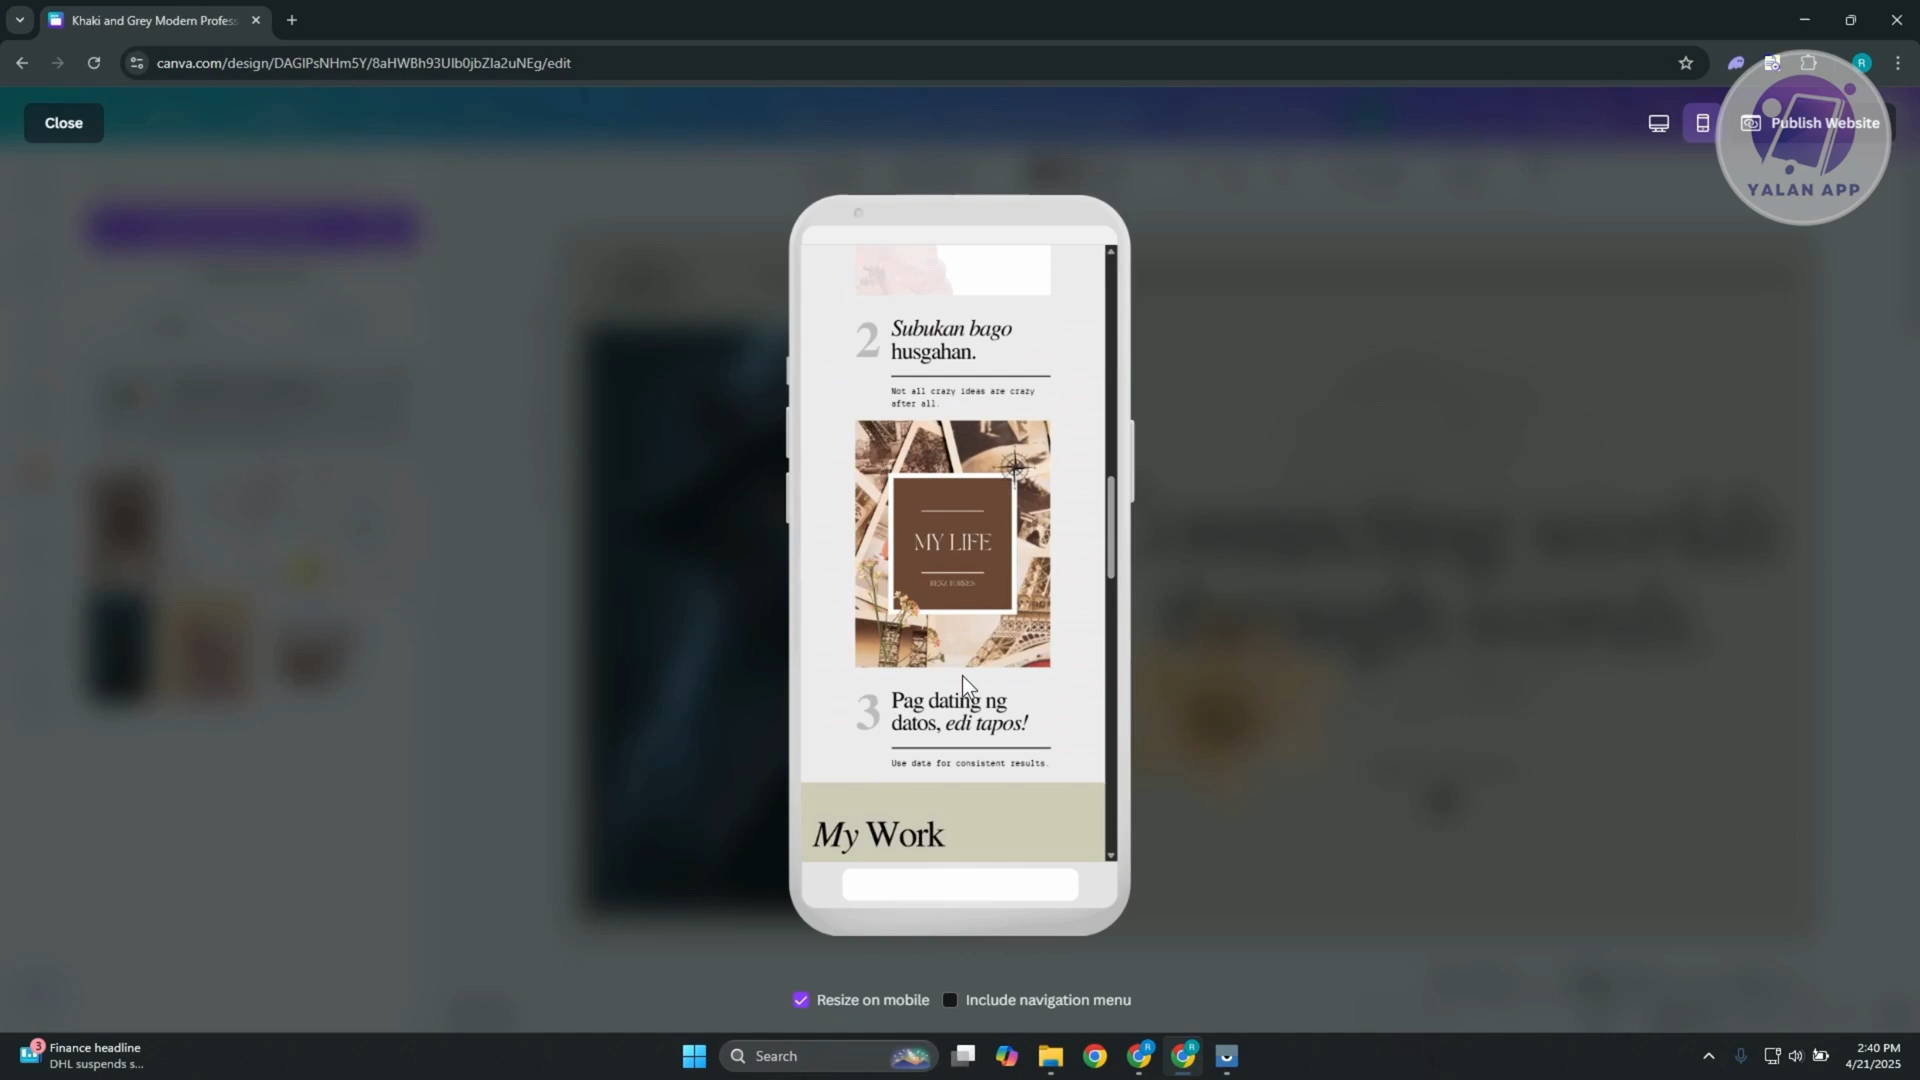 Khaki and Grey Modern Profess
canva.com/design/DAGIPsNHm5Y/8aHWBh93UIb0jbZla2uNEg/edit
R
Close
Publish Website
YALAN APP
2
Subukan bago
husgahan.
Not all crazy ideas are crazy
after all.
MY LIFE
3
Pag dating ng
datos, edi tapos!
Use data for consistent results.
My Work
Resize on mobile
Include navigation menu
3
Finance headline
DHL suspends s...
Search
R
R
2:40 PM
4/21/2025